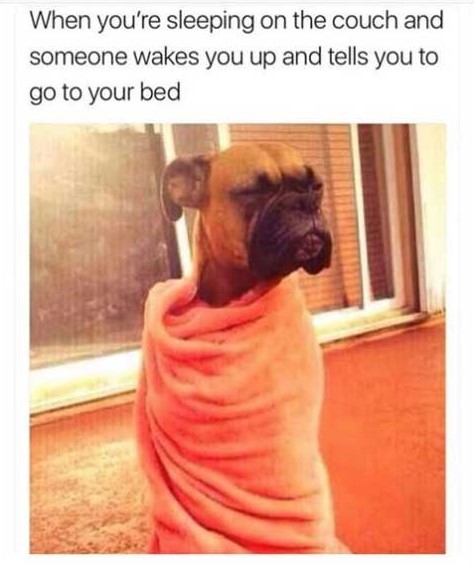 When you're sleeping on the couch and
someone wakes you up and tells you to
go to your bed